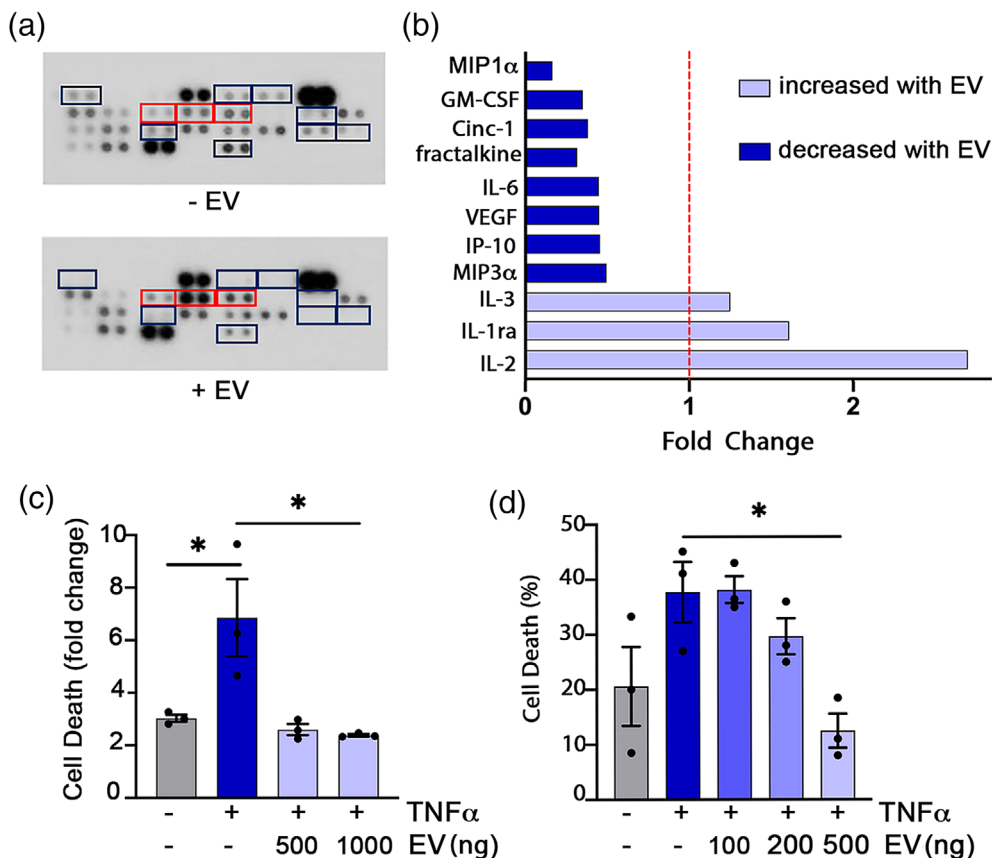 (a)
- EV
+ EV
(b)
MIP1α
GM-CSF
Cinc-1
fractalkine
IL-6
VEGF
IP-10
MIP3α
IL-3
IL-1ra
IL-2
0 1 2
Fold Change
increased with EV
decreased with EV
(c)
Cell Death (fold change)
10
8
6
4
2
0
* *
- + + + TNFα
- - 500 1000 EV (ng)
(d)
Cell Death (%)
50
40
30
20
10
0
*
- + + + + TNFα
- - 100 200 500 EV (ng)